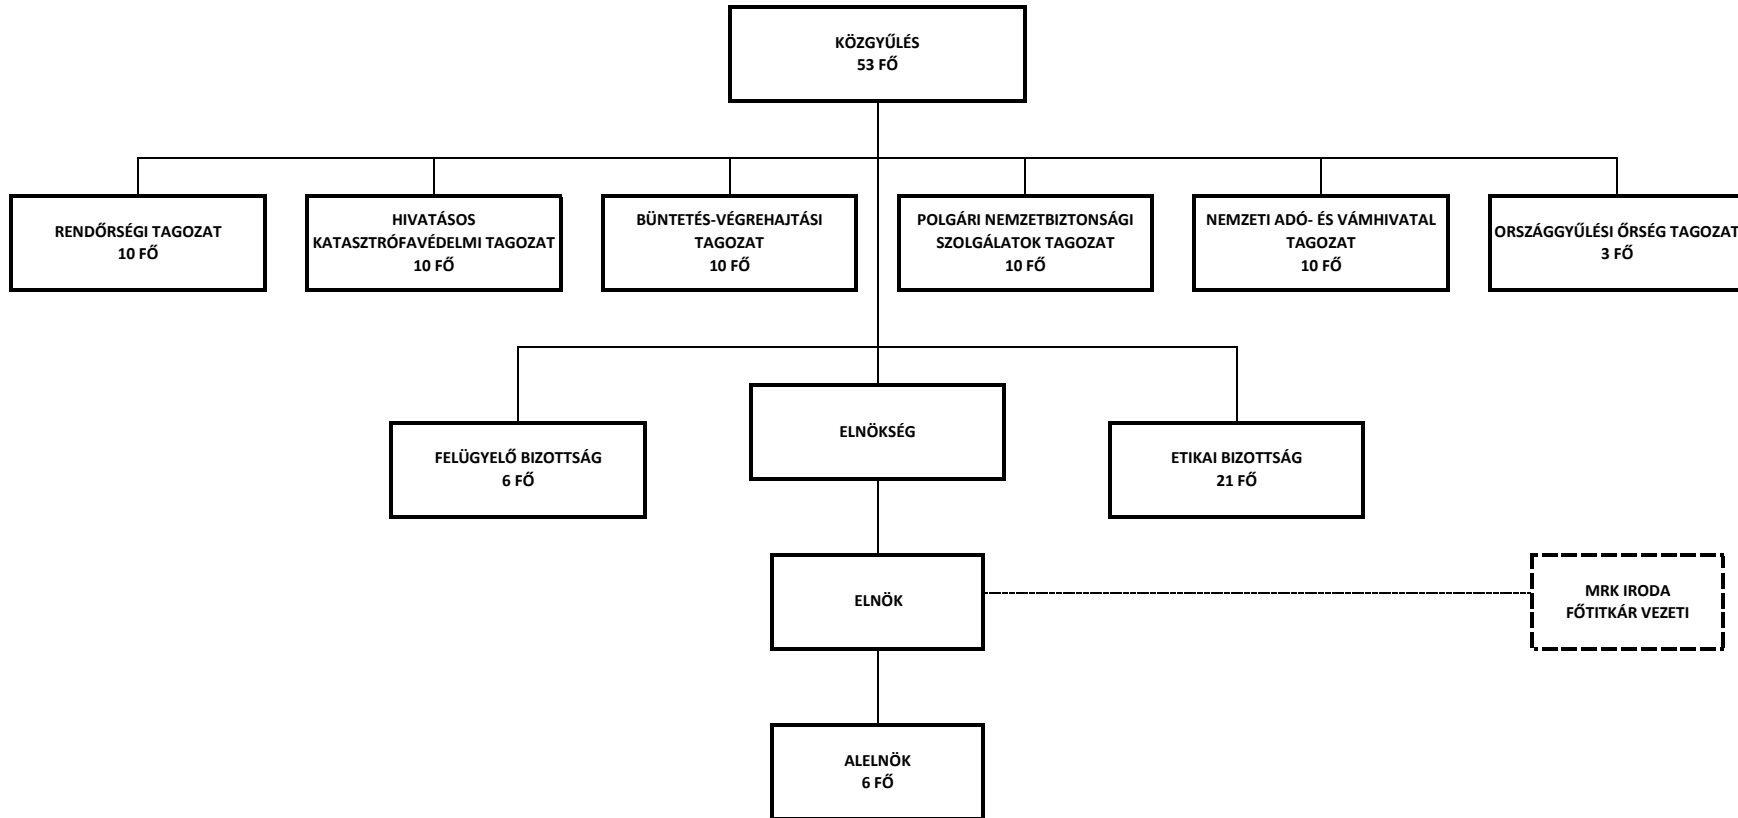 KÖZGYŰLÉS
53 FŐ
RENDŐRSÉGI TAGOZAT
10 FŐ
HIVATÁSOS
KATASZTRÓFAVÉDELMI TAGOZAT
10 FŐ
BÜNTETÉS-VÉGREHAJTÁSI
TAGOZAT
10 FŐ
POLGÁRI NEMZETBIZTONSÁGI
SZOLGÁLATOK TAGOZAT
10 FŐ
NEMZETI ADÓ- ÉS VÁMHIVATAL
TAGOZAT
10 FŐ
ORSZÁGGYŰLÉSI ŐRSÉG TAGOZAT
3 FŐ
FELÜGYELŐ BIZOTTSÁG
6 FŐ
ELNÖKSÉG
ETIKAI BIZOTTSÁG
21 FŐ
ELNÖK
MRK IRODA
FŐTITKÁR VEZETI
ALELNÖK
6 FŐ